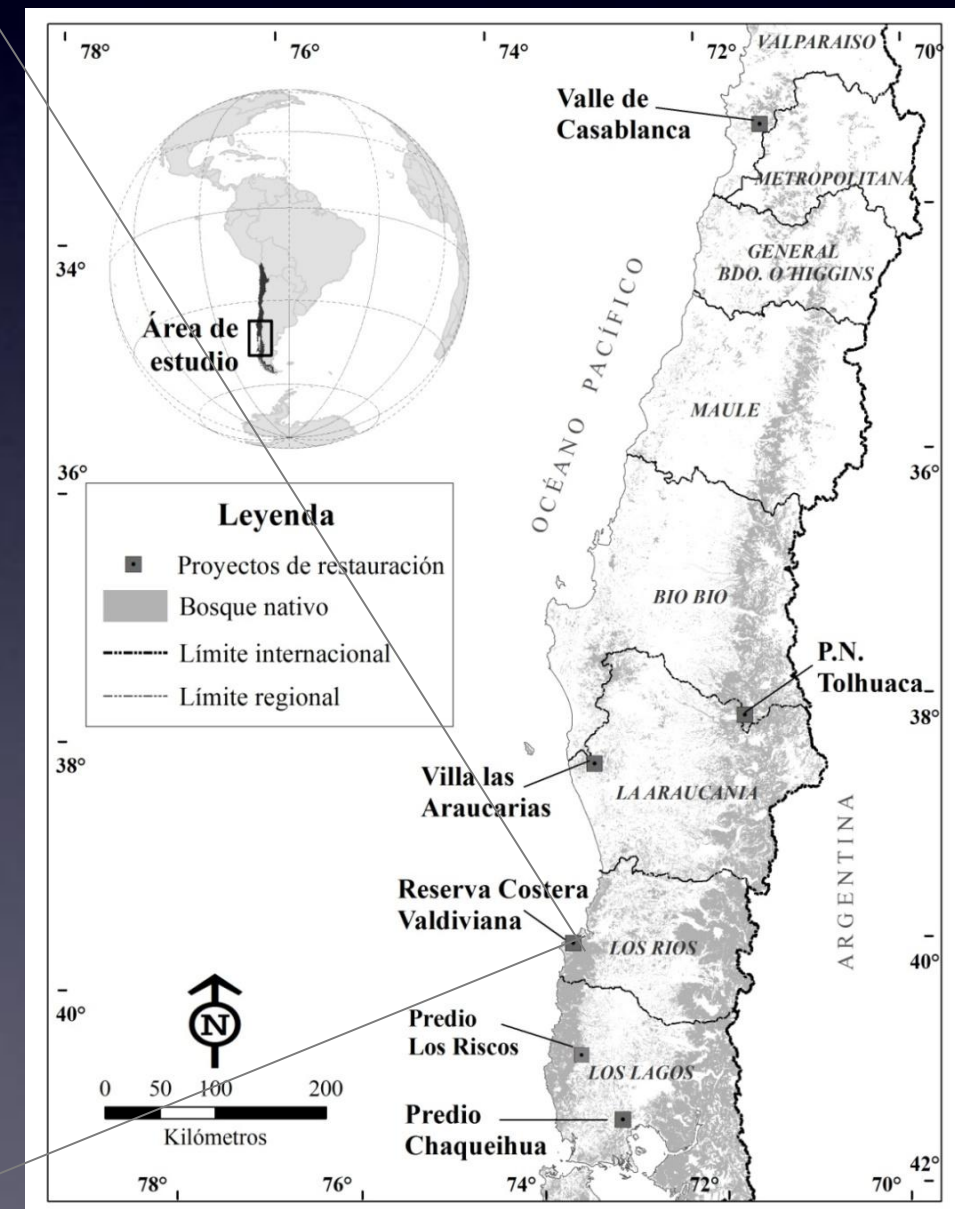 78°
76°
74°
72°
70°
VALPARAISO
Valle de
Casablanca
METROPOLITANA
GENERAL
BDO. O´HIGGINS
34°
Área de
estudio
OCÉANO PACÍFICO
MAULE
36°
36°
Leyenda
Proyectos de restauración
Bosque nativo
Límite internacional
Límite regional
BIO BIO
P.N.
Tolhuaca
38°
38°
Villa las
Araucarias
LA ARAUCANIA
ARGENTINA
Reserva Costera
Valdiviana
LOS RIOS
40°
40°
N
Predio
Los Riscos
LOS LAGOS
0 50 100 200
Kilómetros
Predio
Chaqueihua
42°
78°
76°
74°
72°
70°